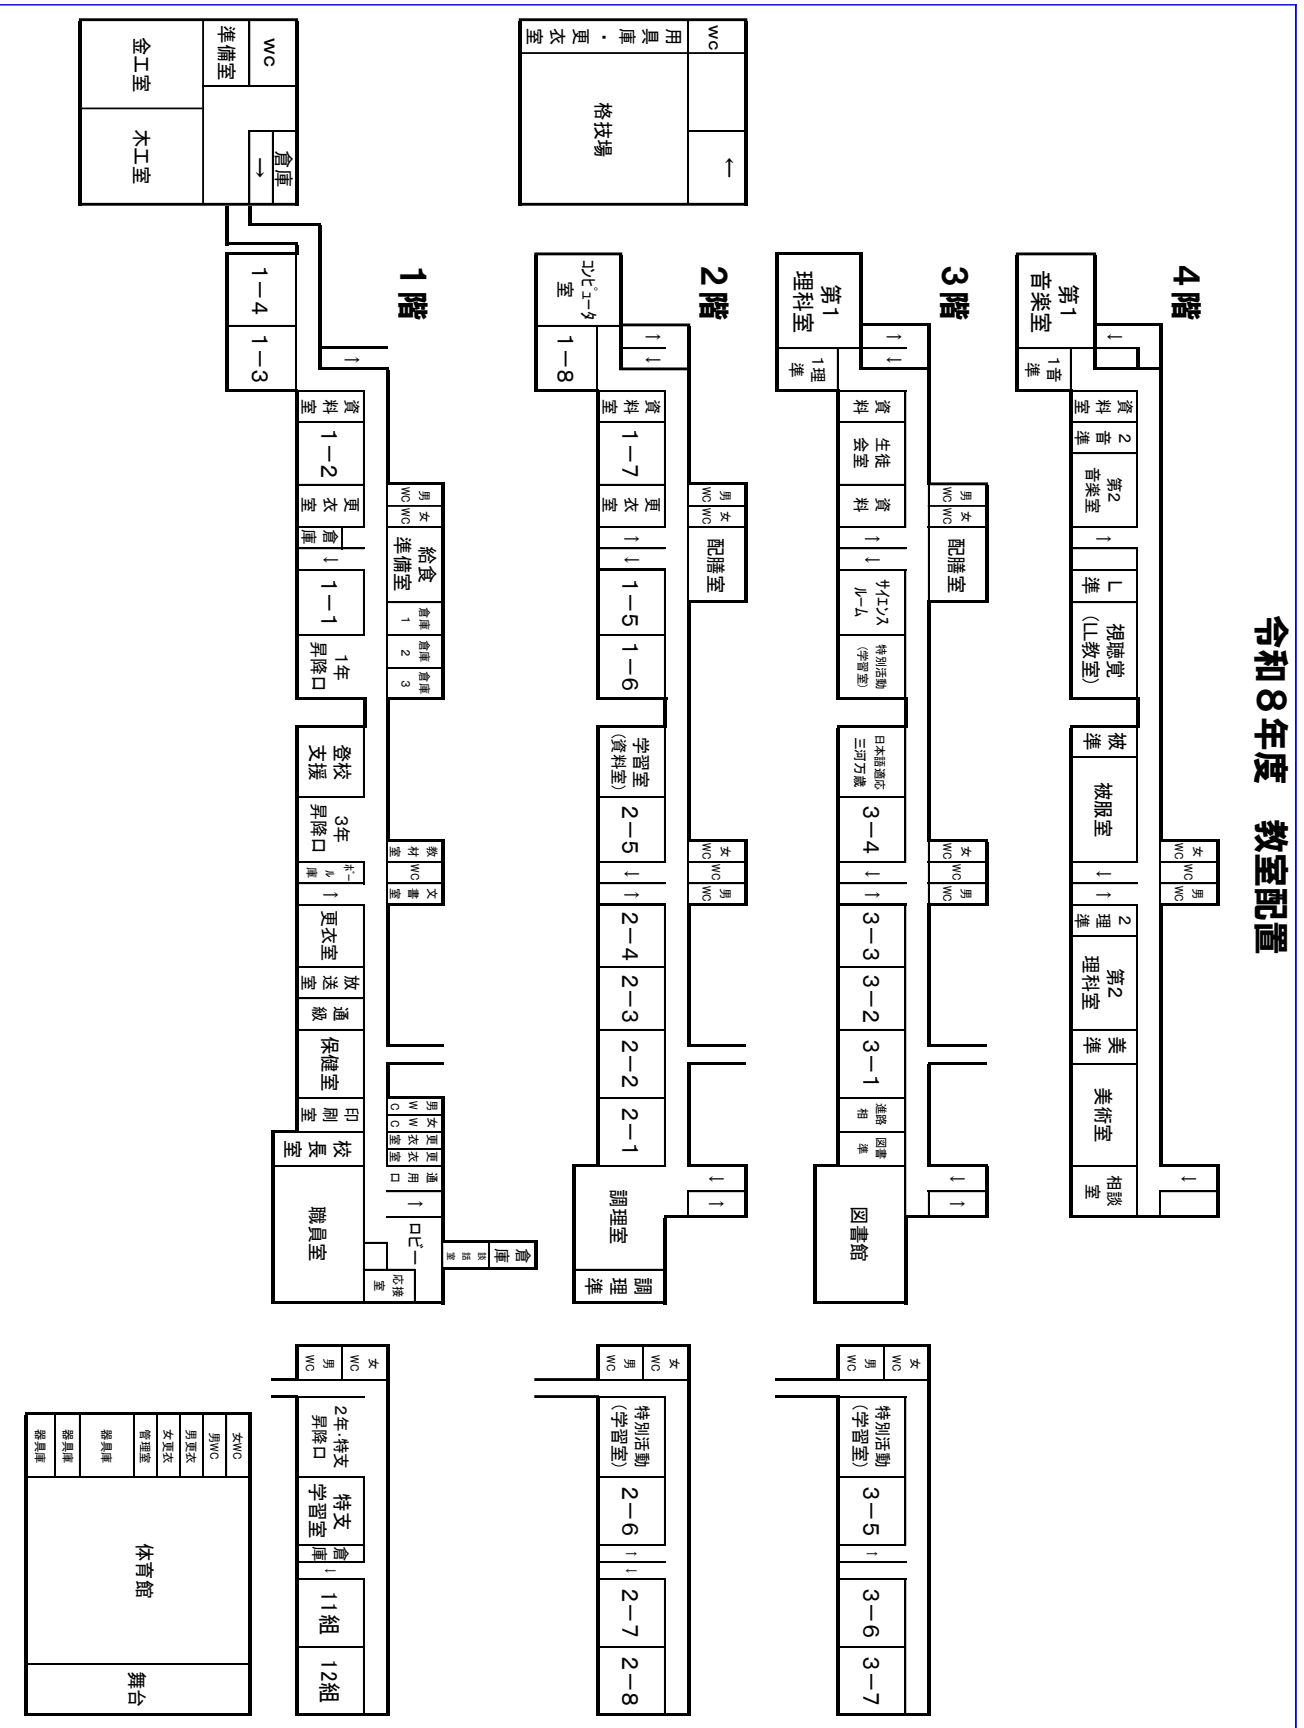 令和８年度　教室配置
４階
第1
音楽室
↓
1音
準
資料室
2音準
第2
音楽室
↑
L準
視聴覚
(LL教室)
被準
被服室
女WC
WC
男WC
↓
↑
2理準
第2
理科室
美準
美術室
相談室
↓
３階
第1
理科室
↑
↓
1理
準
資料
生徒
会室
資料
男WC
女WC
配膳室
↑
↓
サイエンス
ルーム
特別活動
(学習室)
日本語適応
三河万歳
3－4
女WC
WC
男WC
↓
↑
3－3
3－2
3－1
進路
相
図書
準
図書館
↓
↑
女WC
男WC
特別活動
(学習室)
3－5
↑
3－6
3－7
２階
wc
用具庫・更衣室
格技場
←
コンピュータ
室
↑
↓
1－8
資料室
1－7
更衣室
男WC
女WC
配膳室
↑
↓
1－5
1－6
学習室
(資料室)
2－5
女WC
WC
男WC
↓
↑
2－4
2－3
2－2
2－1
調理室
調理準
↓
↑
女WC
男WC
特別活動
(学習室)
2－6
↑
↓
2－7
2－8
１階
WC
準備室
金工室
木工室
倉庫
→
1－4
1－3
↑
資料室
1－2
更衣室
倉庫
↓
男WC
女WC
給食
準備室
倉庫
1
倉庫
2
倉庫
3
1－1
1年
昇降口
登校
支援
3年
昇降口
ボール庫
↑
教材室
WC
文書室
更衣室
放送室
通級
保健室
印刷室
校長室
職員室
男WC
女WC
更衣室
更衣室
通用口
↑
ロビー
応接
室
談話室
倉庫
女WC
男WC
2年・特支
昇降口
特支
学習室
倉庫
↓
11組
12組
女WC
男WC
男更衣
女更衣
管理室
器具庫
器具庫
器具庫
体育館
舞台